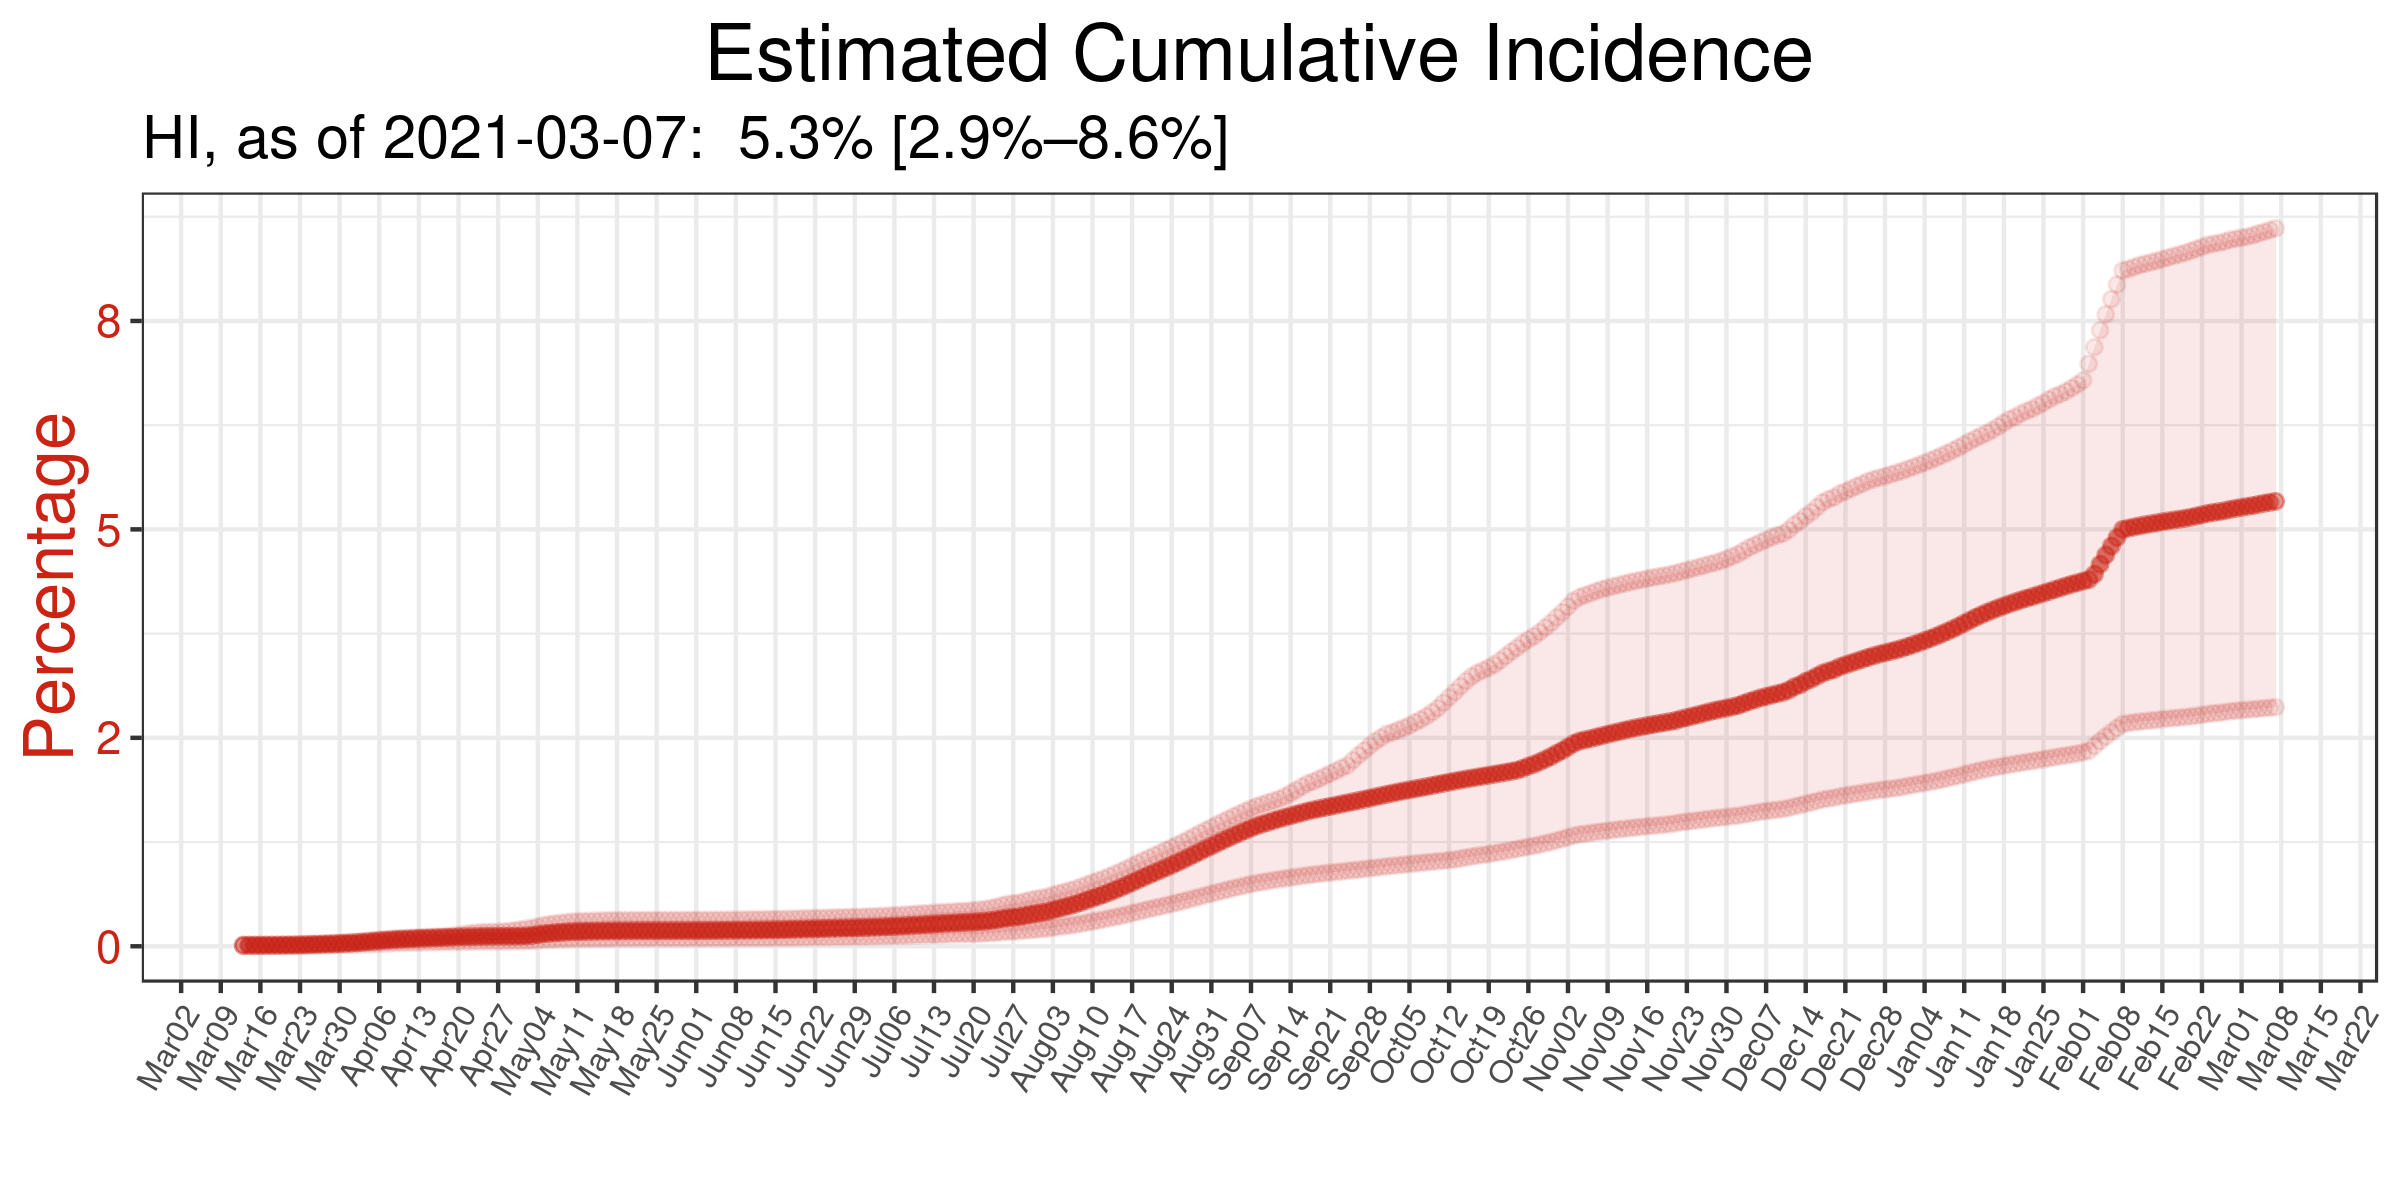 Estimated Cumulative Incidence
HI, as of 2021-03-07:  5.3% [2.9%–8.6%]
Percentage
8
5
2
0
Mar02
Mar09
Mar16
Mar23
Mar30
Apr06
Apr13
Apr20
Apr27
May04
May11
May18
May25
Jun01
Jun08
Jun15
Jun22
Jun29
Jul06
Jul13
Jul20
Jul27
Aug03
Aug10
Aug17
Aug24
Aug31
Sep07
Sep14
Sep21
Sep28
Oct05
Oct12
Oct19
Oct26
Nov02
Nov09
Nov16
Nov23
Nov30
Dec07
Dec14
Dec21
Dec28
Jan04
Jan11
Jan18
Jan25
Feb01
Feb08
Feb15
Feb22
Mar01
Mar08
Mar15
Mar22